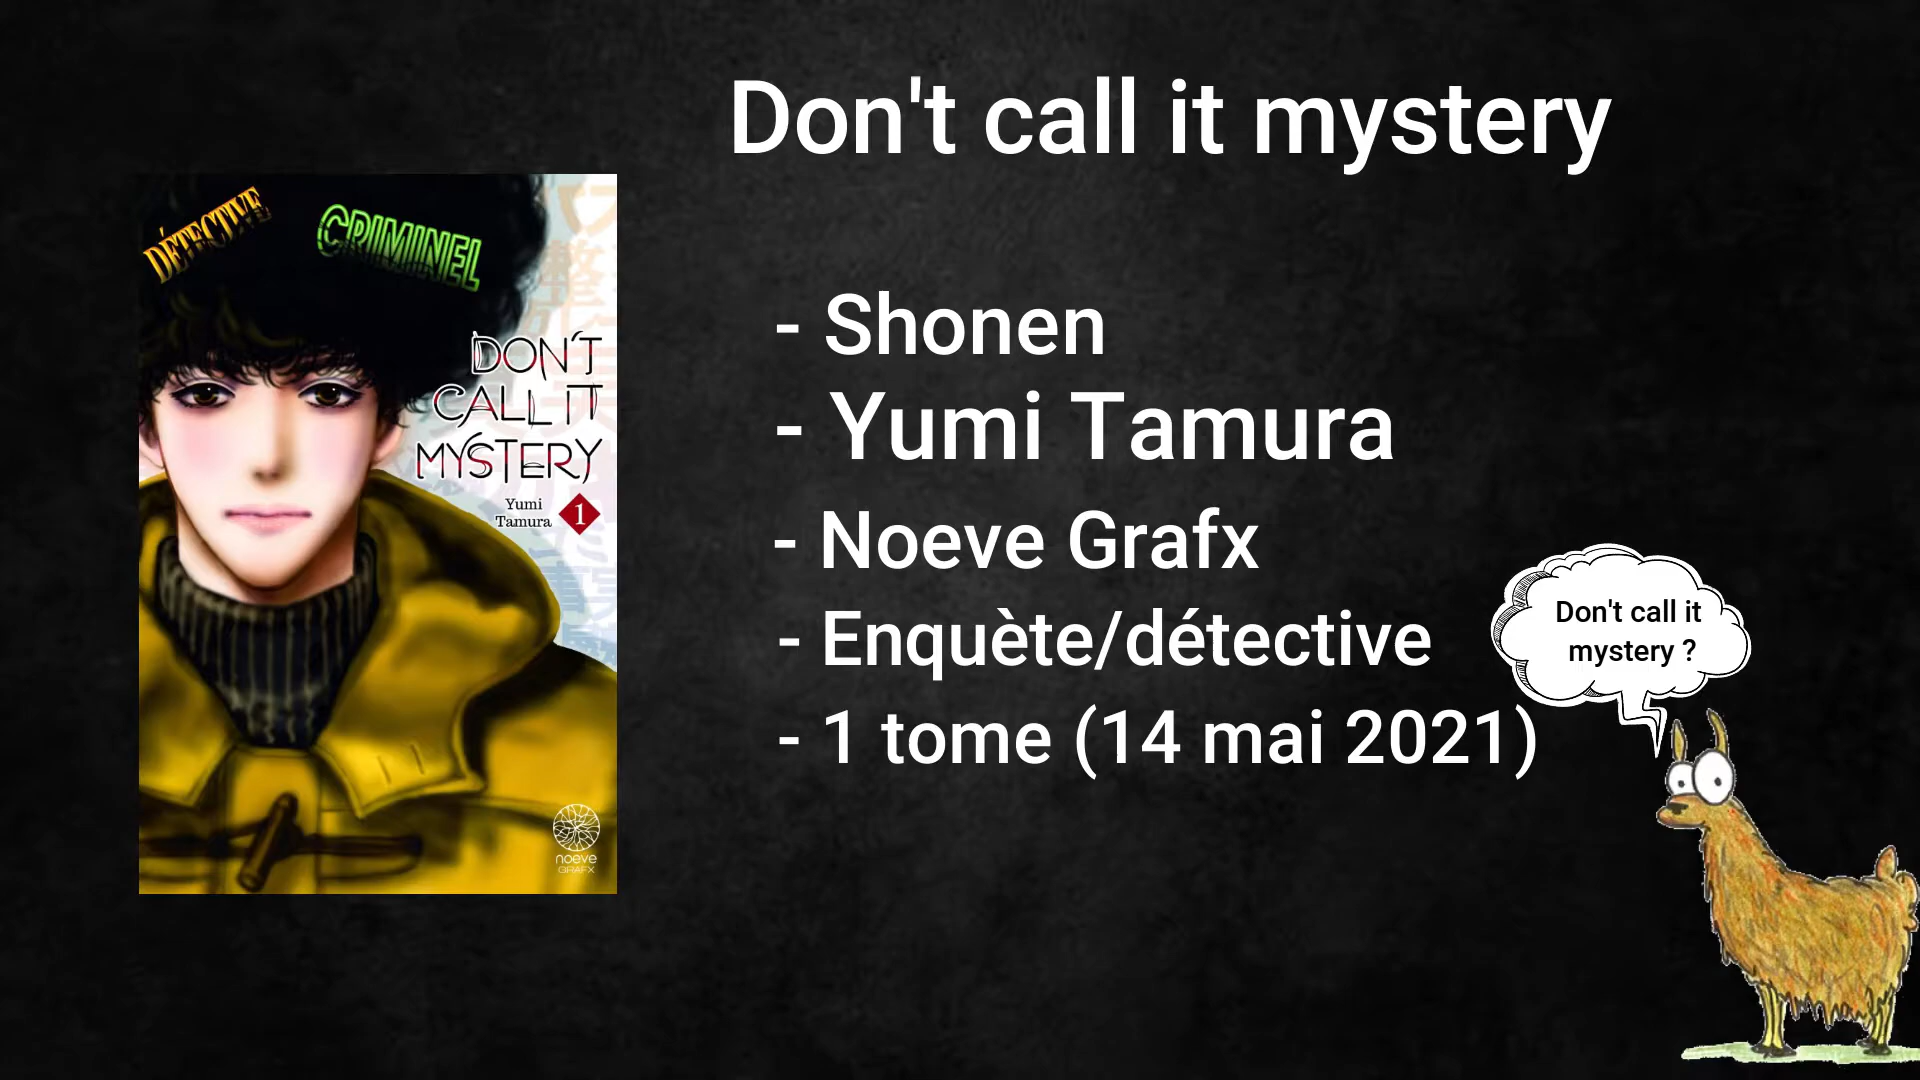 Don't call it mystery
DÉTECTIVE
CRIMINEL
DON'T
CALL IT
MYSTERY
Yumi
Tamura
1
noeve
GRAFX
- Shonen
- Yumi Tamura
- Noeve Grafx
- Enquète/détective
- 1 tome (14 mai 2021)
Don't call it
mystery ?